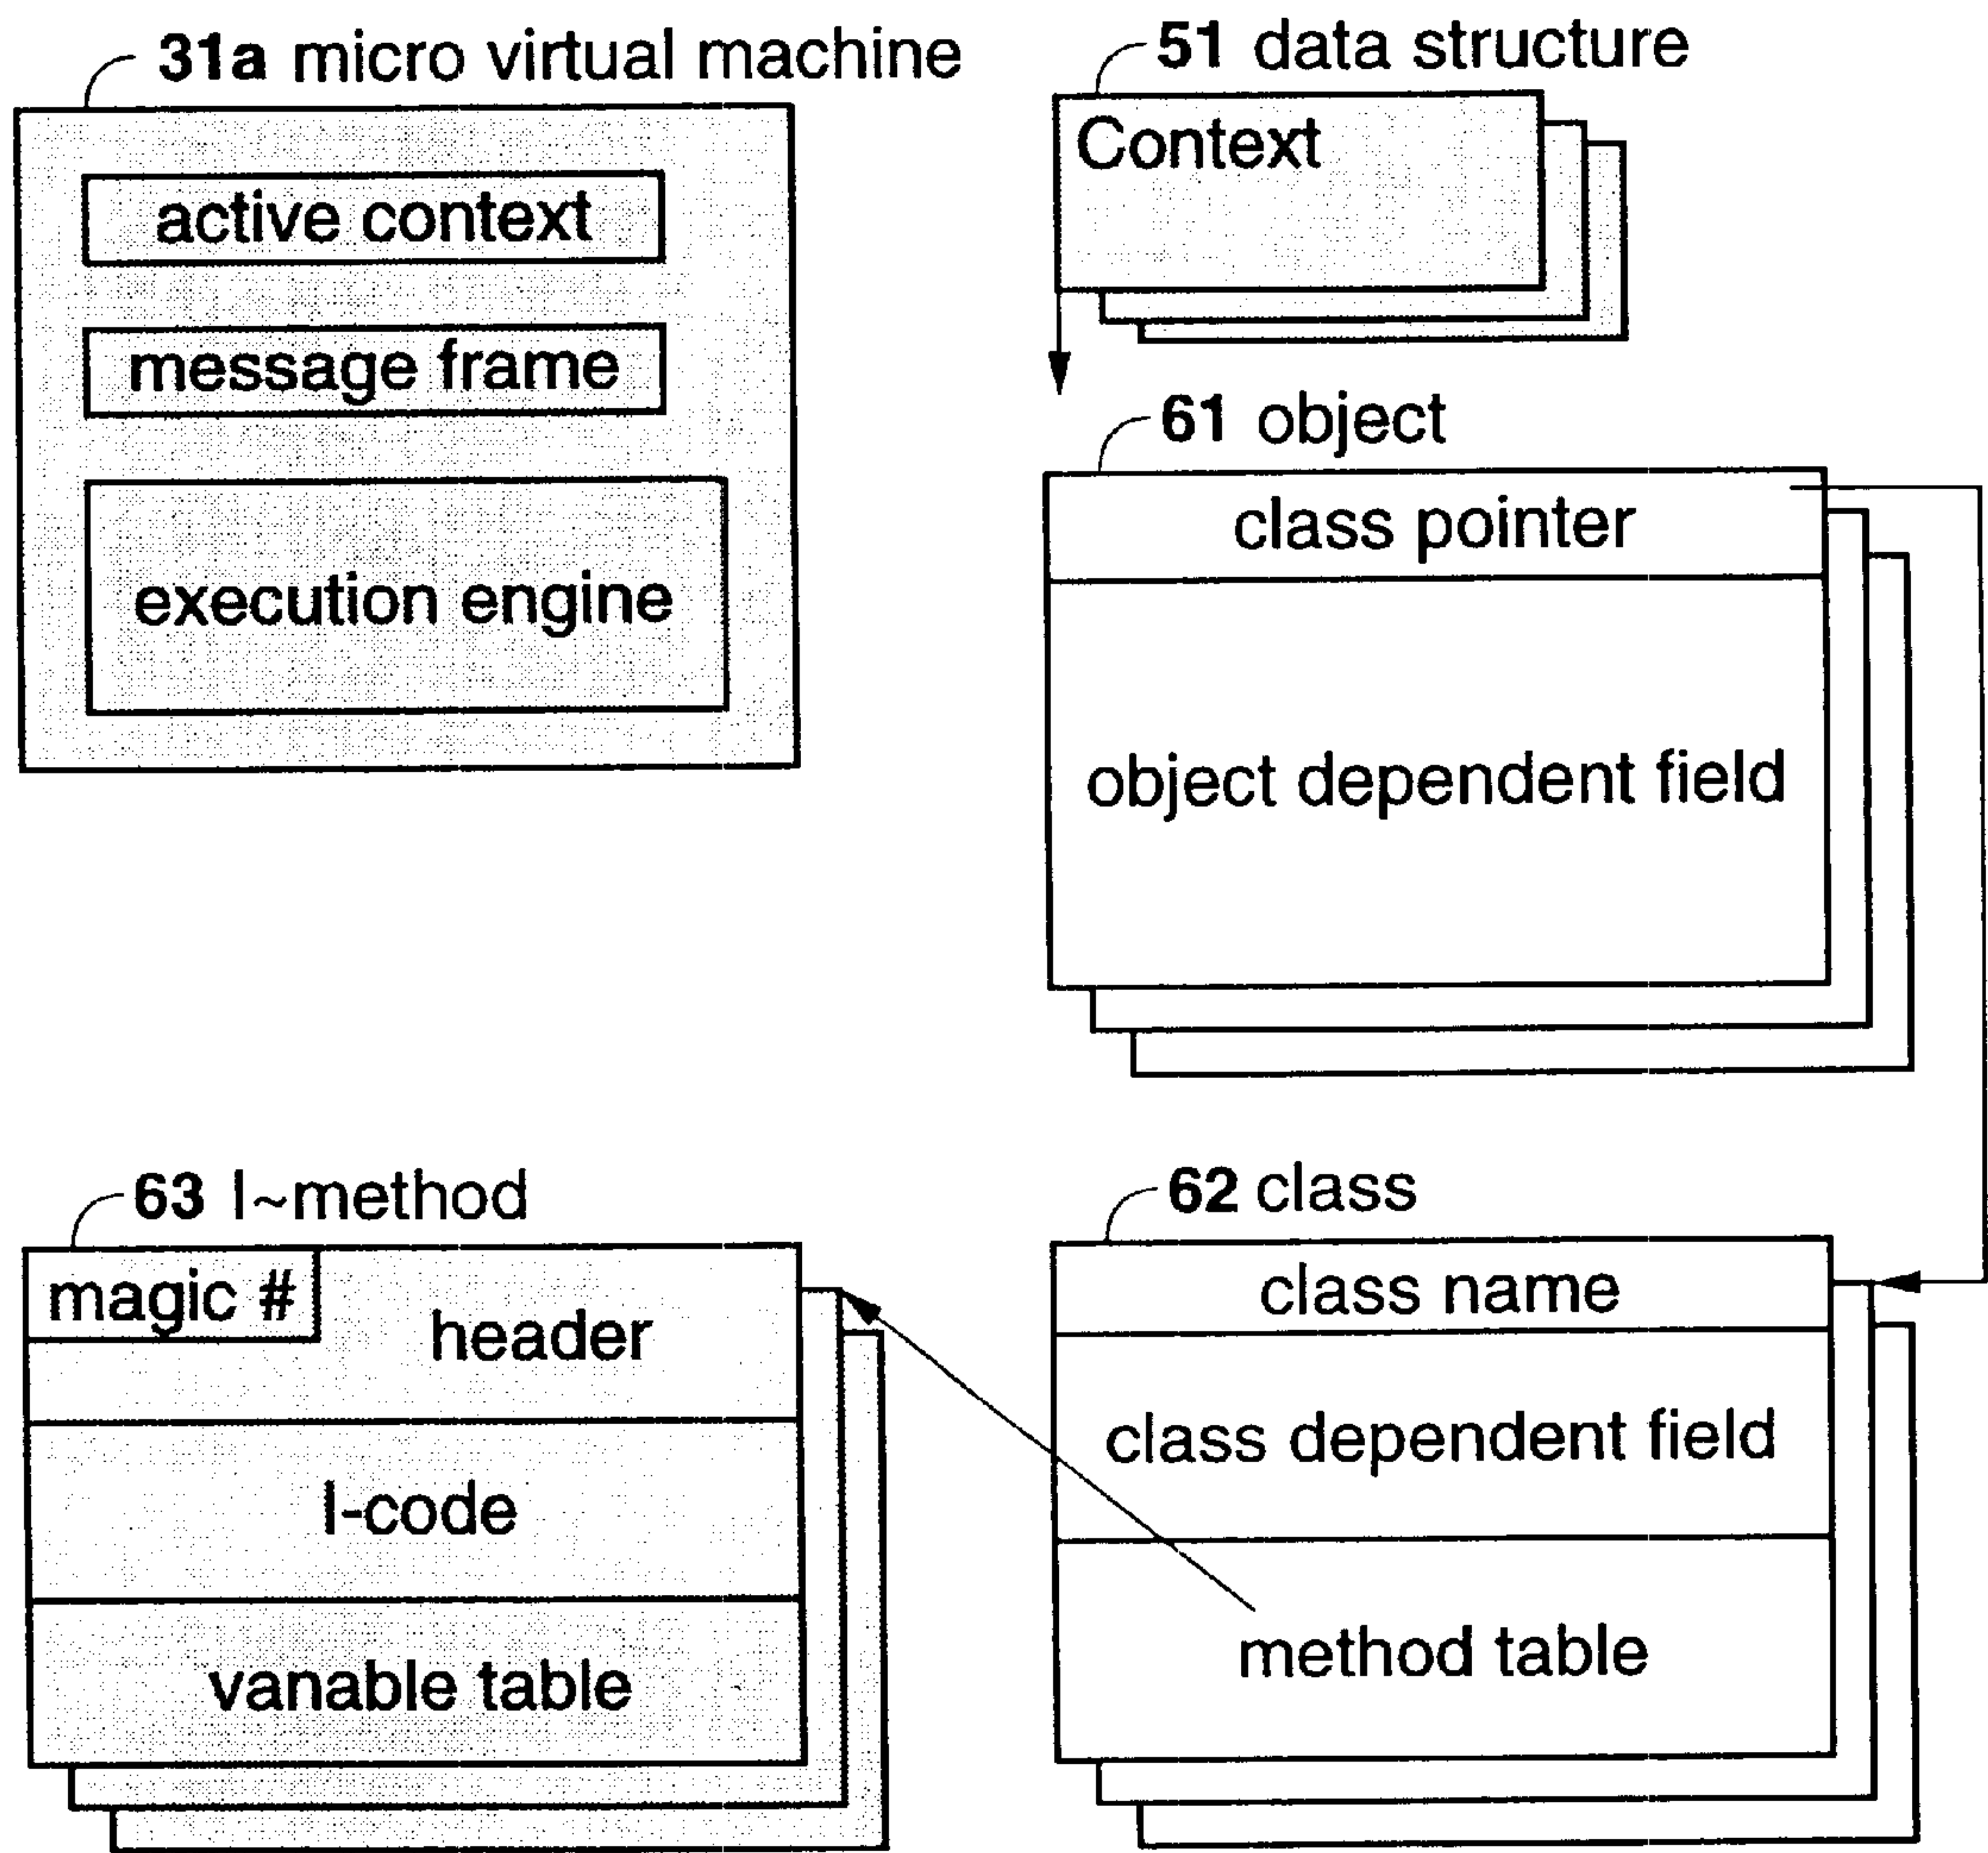 31a micro virtual machine
active context
message frame
execution engine
51 data structure
Context
61 object
class pointer
object dependent field
63 I~method
magic #
header
I-code
vanable table
62 class
class name
class dependent field
method table